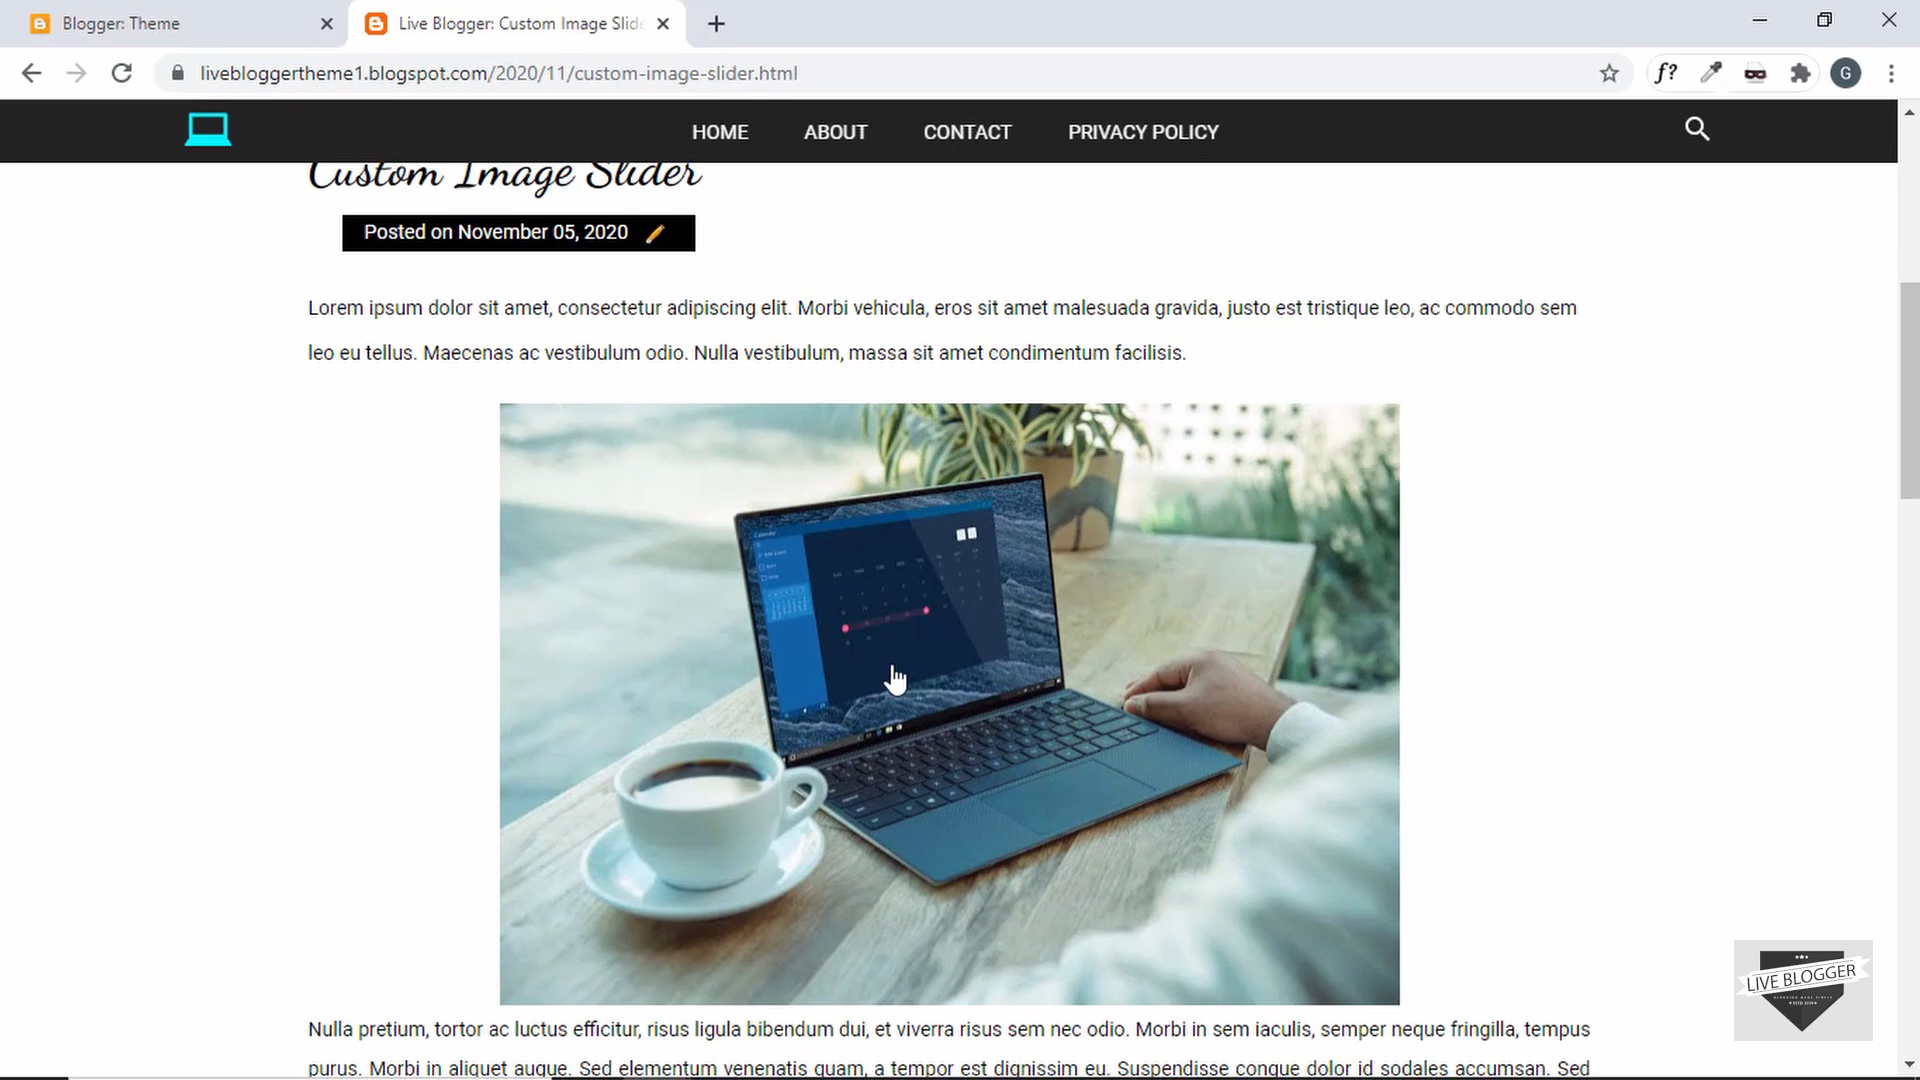 Blogger: Theme
Live Blogger: Custom Image Slid
livebloggertheme1.blogspot.com/2020/11/custom-image-slider.html
f?
G
HOME ABOUT CONTACT PRIVACY POLICY
Custom Image Slider
Posted on November 05, 2020
Lorem ipsum dolor sit amet, consectetur adipiscing elit. Morbi vehicula, eros sit amet malesuada gravida, justo est tristique leo, ac commodo sem
leo eu tellus. Maecenas ac vestibulum odio. Nulla vestibulum, massa sit amet condimentum facilisis.
LIVE BLOGGER
Nulla pretium, tortor ac luctus efficitur, risus ligula bibendum dui, et viverra risus sem nec odio. Morbi in sem iaculis, semper neque fringilla, tempus
purus. Morbi in aliquet augue. Sed elementum venenatis quam, a tempor est dignissim eu. Suspendisse congue dolor id sodales accumsan. Sed